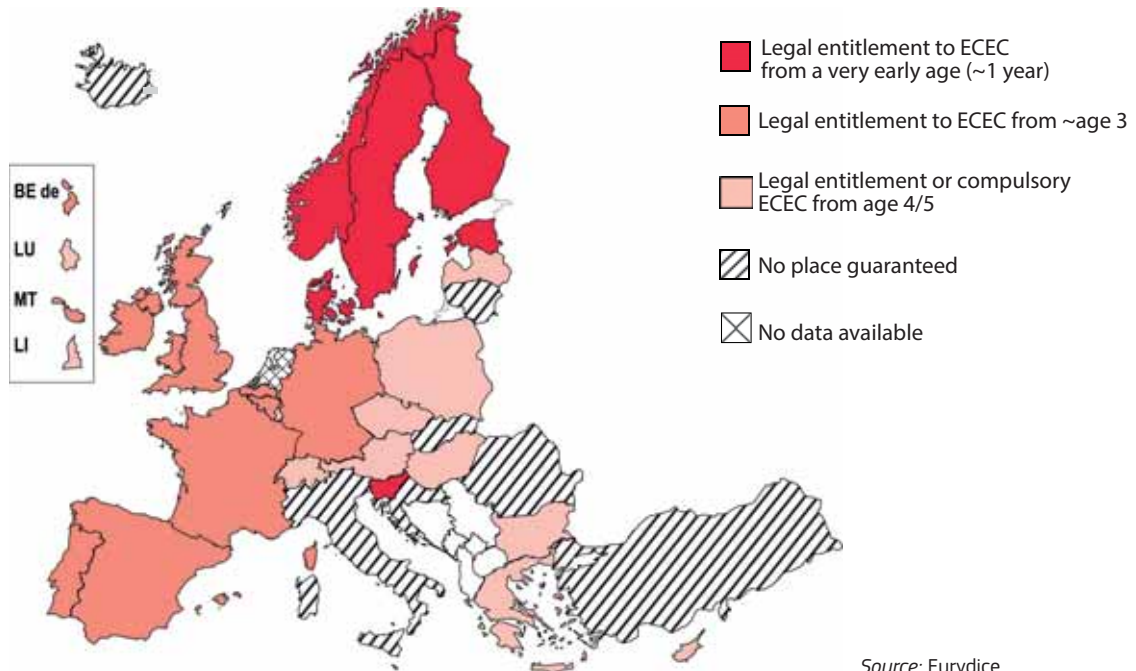 Legal entitlement to ECEC
from a very early age (~1 year)
Legal entitlement to ECEC from ~age 3
Legal entitlement or compulsory
ECEC from age 4/5
No place guaranteed
No data available
BE de
LU
MT
LI
Source: Eurydice